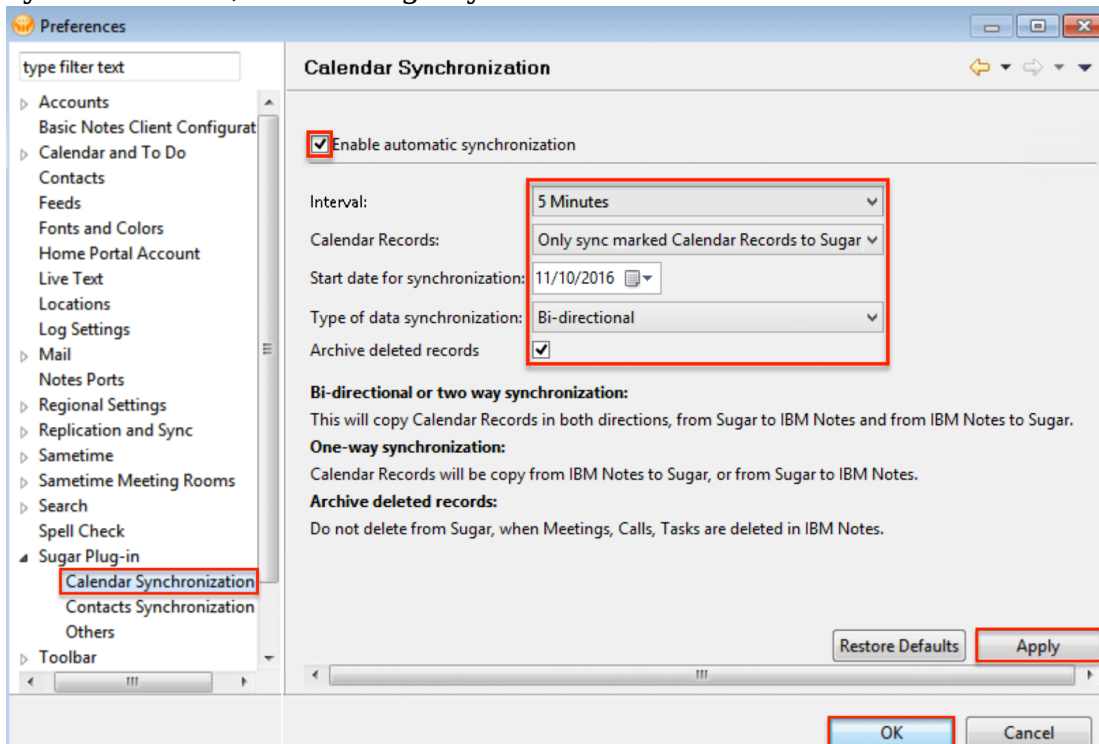 Preferences
type filter text
Accounts
Basic Notes Client Configurat
Calendar and To Do
Contacts
Feeds
Fonts and Colors
Home Portal Account
Live Text
Locations
Log Settings
Mail
Notes Ports
Regional Settings
Replication and Sync
Sametime
Sametime Meeting Rooms
Search
Spell Check
Sugar Plug-in
Calendar Synchronization
Contacts Synchronization
Others
Toolbar
Calendar Synchronization
Enable automatic synchronization
Interval: 5 Minutes
Calendar Records: Only sync marked Calendar Records to Sugar
Start date for synchronization: 11/10/2016
Type of data synchronization: Bi-directional
Archive deleted records
Bi-directional or two way synchronization:
This will copy Calendar Records in both directions, from Sugar to IBM Notes and from IBM Notes to Sugar.
One-way synchronization:
Calendar Records will be copy from IBM Notes to Sugar, or from Sugar to IBM Notes.
Archive deleted records:
Do not delete from Sugar, when Meetings, Calls, Tasks are deleted in IBM Notes.
Restore Defaults Apply
OK Cancel